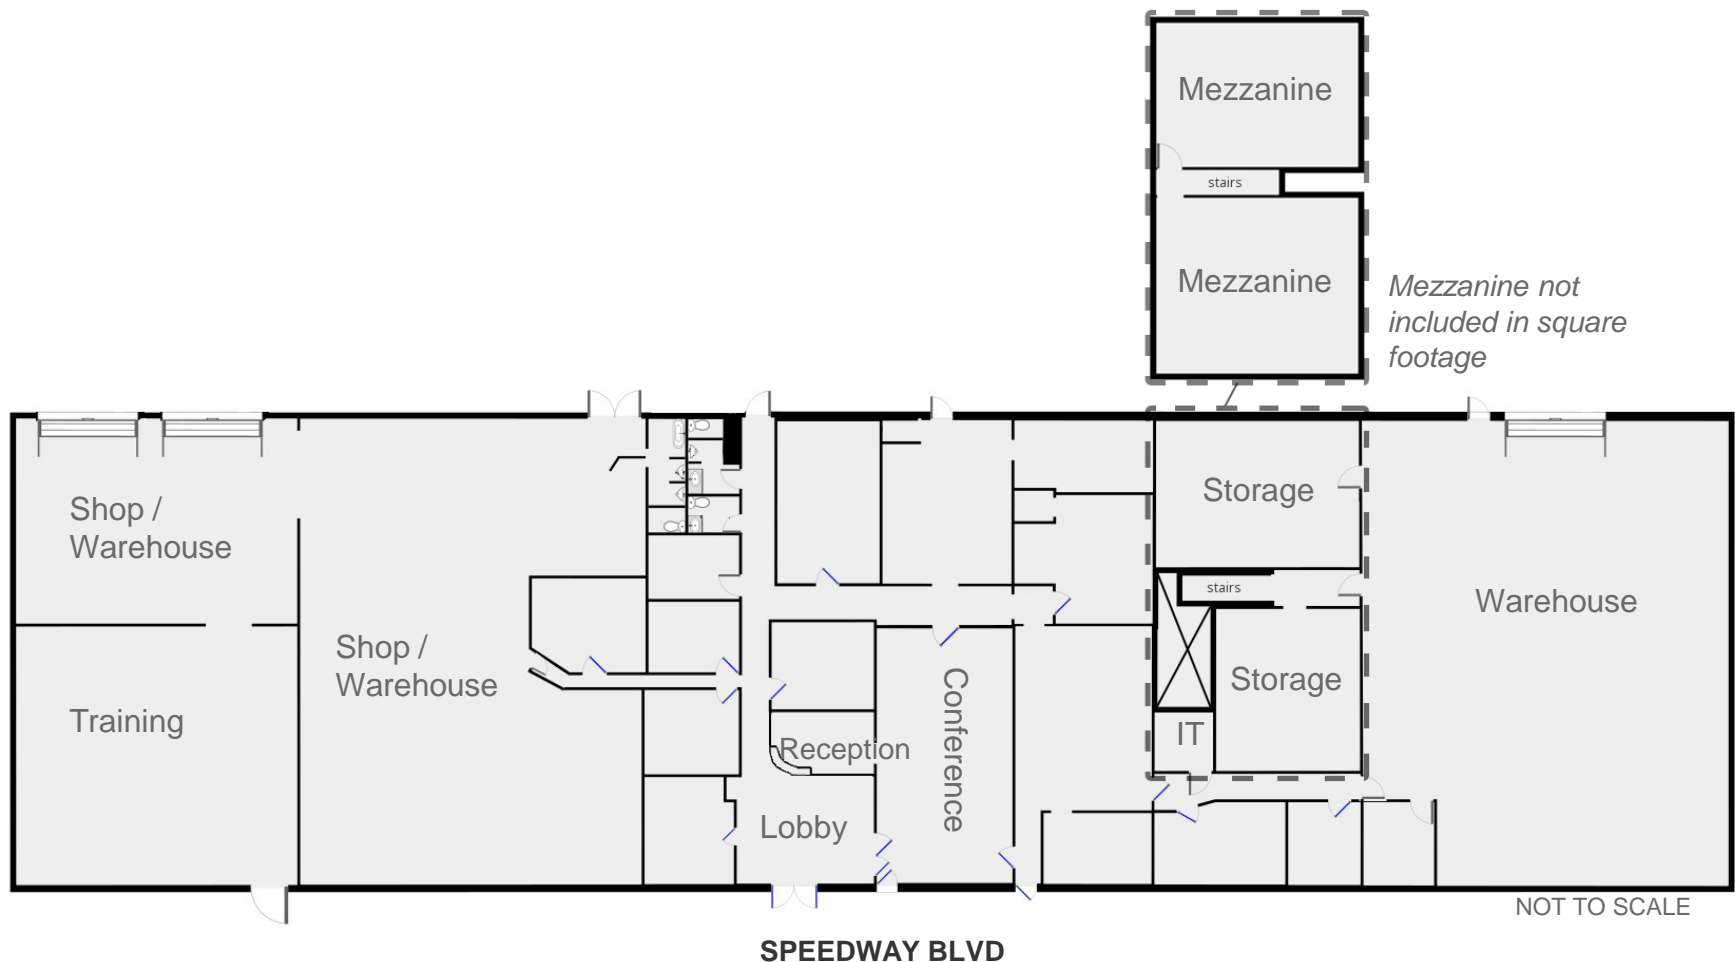 Mezzanine
stairs
Mezzanine
Mezzanine not
included in square
footage
Shop /
Warehouse
Storage
stairs
Warehouse
Shop /
Warehouse
Storage
Training
Conference
IT
Reception
Lobby
NOT TO SCALE
SPEEDWAY BLVD